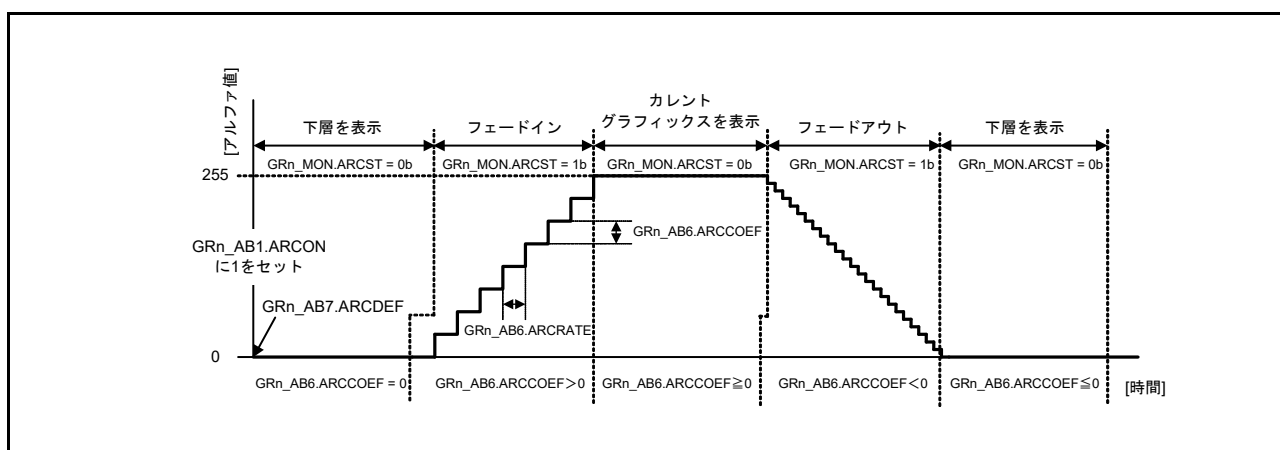 [アルファ値]
下層を表示
フェードイン
カレント
グラフィックスを表示
フェードアウト
下層を表示
GRn_MON.ARCST = 0b
GRn_MON.ARCST = 1b
GRn_MON.ARCST = 0b
GRn_MON.ARCST = 1b
GRn_MON.ARCST = 0b
255
GRn_AB6.ARCCOEF
GRn_AB1.ARCON
に1をセット
GRn_AB7.ARCDEF
GRn_AB6.ARCRATE
0
GRn_AB6.ARCCOEF = 0
GRn_AB6.ARCCOEF＞0
GRn_AB6.ARCCOEF≧0
GRn_AB6.ARCCOEF＜0
GRn_AB6.ARCCOEF≦0
[時間]